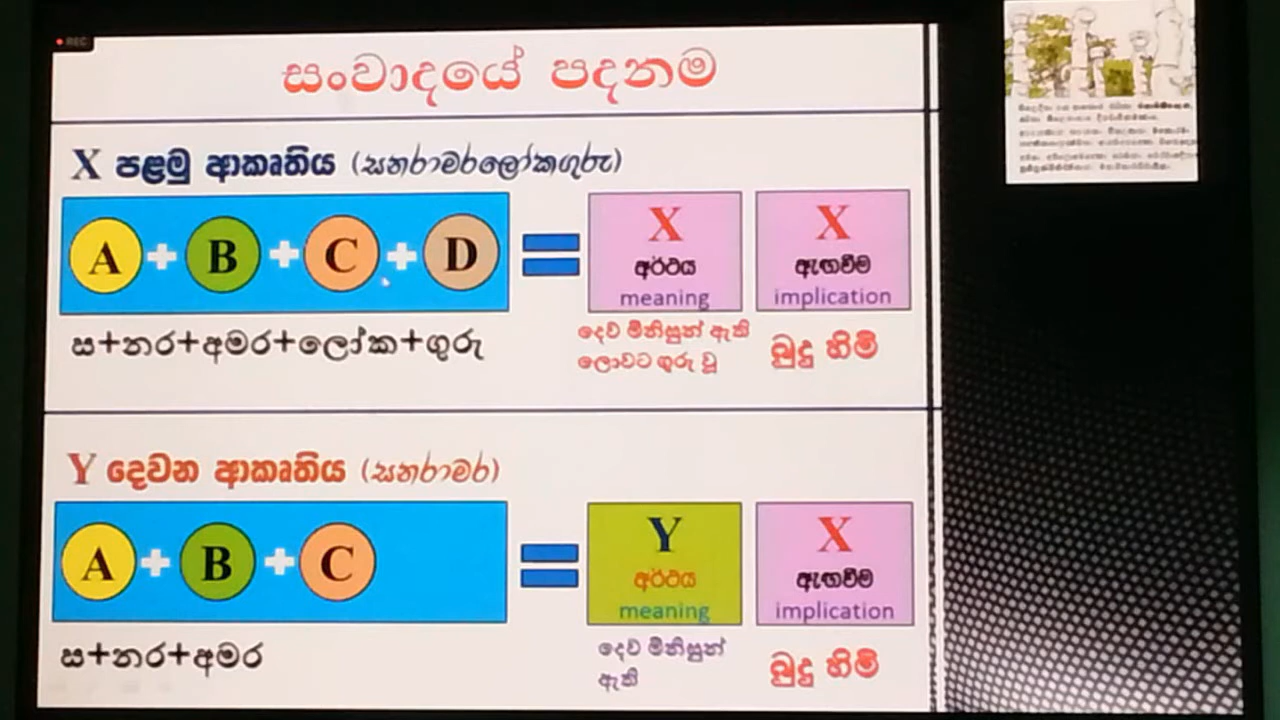 REC
සංවාදයේ පදනම
X පළමු ආකෘතිය (සනරාමරලෝකගුරු)
A + B + C + D = X අර්ථය meaning X ඇඟවීම implication
ස+නර+අමර+ලෝක+ගුරු
දෙව් මිනිසුන් ඇති
ලොවට ගුරු වූ
බුදු හිමි
Y දෙවන ආකෘතිය (සනරාමර)
A + B + C = Y අර්ථය meaning X ඇඟවීම implication
ස+නර+අමර
දෙව් මිනිසුන්
ඇති
බුදු හිමි